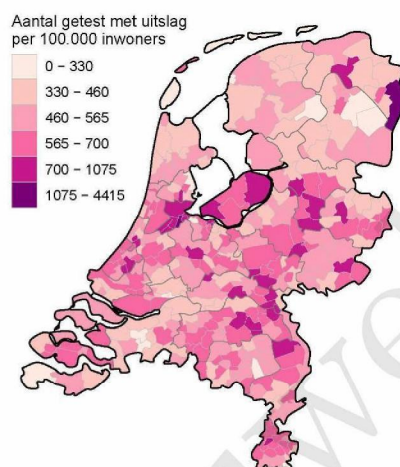 Aantal getest met uitslag
per 100.000 inwoners
0 – 330
330 – 460
460 – 565
565 – 700
700 – 1075
1075 – 4415